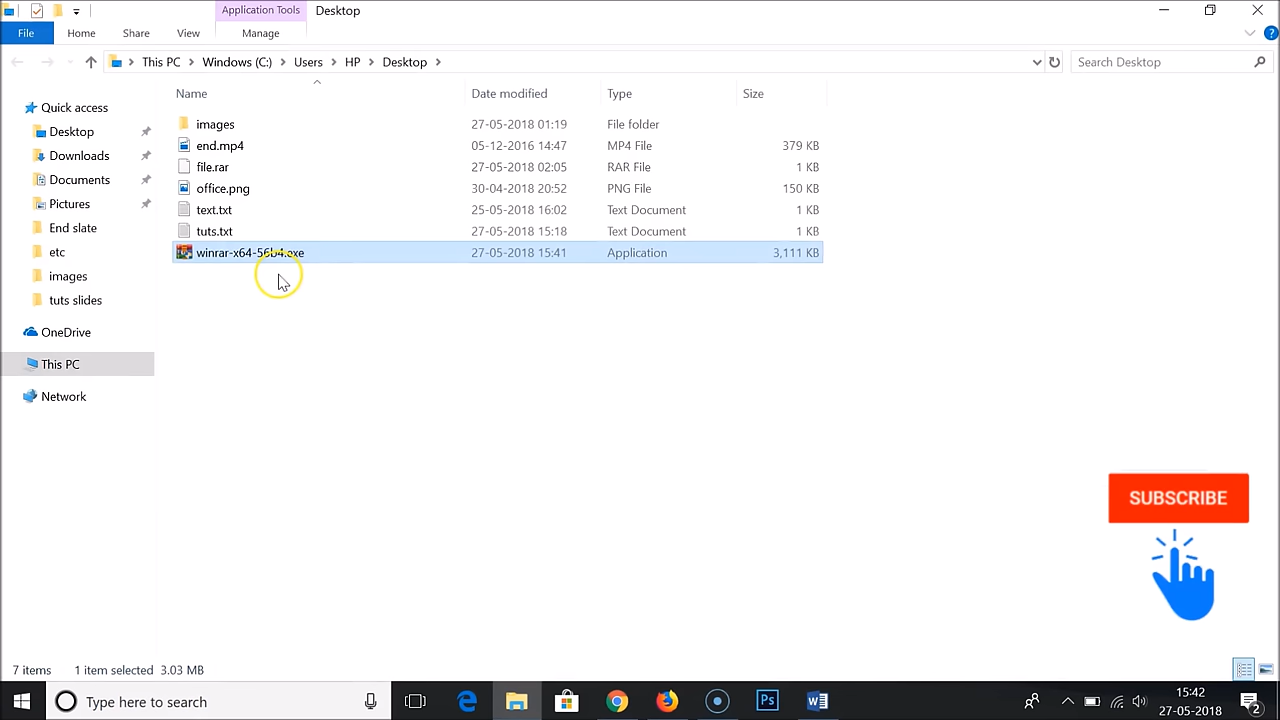 Application Tools Desktop
File Home Share View Manage
This PC Windows (C:) Users HP Desktop Search Desktop
Name Date modified Type Size
Quick access
Desktop
Downloads
Documents
Pictures
End slate
etc
images
tuts slides
OneDrive
This PC
Network
images 27-05-2018 01:19 File folder
end.mp4 05-12-2016 14:47 MP4 File 379 KB
file.rar 27-05-2018 02:05 RAR File 1 KB
office.png 30-04-2018 20:52 PNG File 150 KB
text.txt 25-05-2018 16:02 Text Document 1 KB
tuts.txt 27-05-2018 15:18 Text Document 1 KB
winrar-x64-56b4.exe 27-05-2018 15:41 Application 3,111 KB
SUBSCRIBE
7 items 1 item selected 3.03 MB
Type here to search Ps 15:42
27-05-2018 2